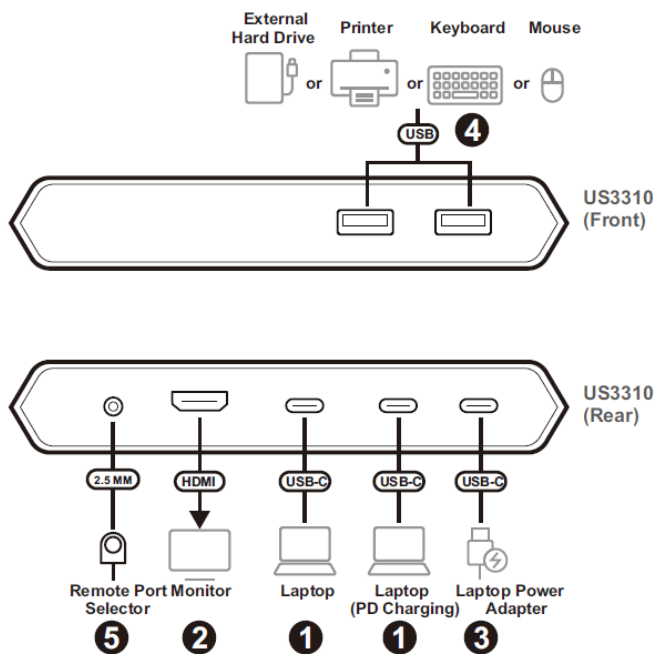 External
Hard Drive
Printer
Keyboard
Mouse
or
or
or
USB
4
US3310
(Front)
US3310
(Rear)
2.5 MM
HDMI
USB-C
USB-C
USB-C
Remote Port
Selector
Monitor
Laptop
Laptop
(PD Charging)
Laptop Power
Adapter
5
2
1
1
3